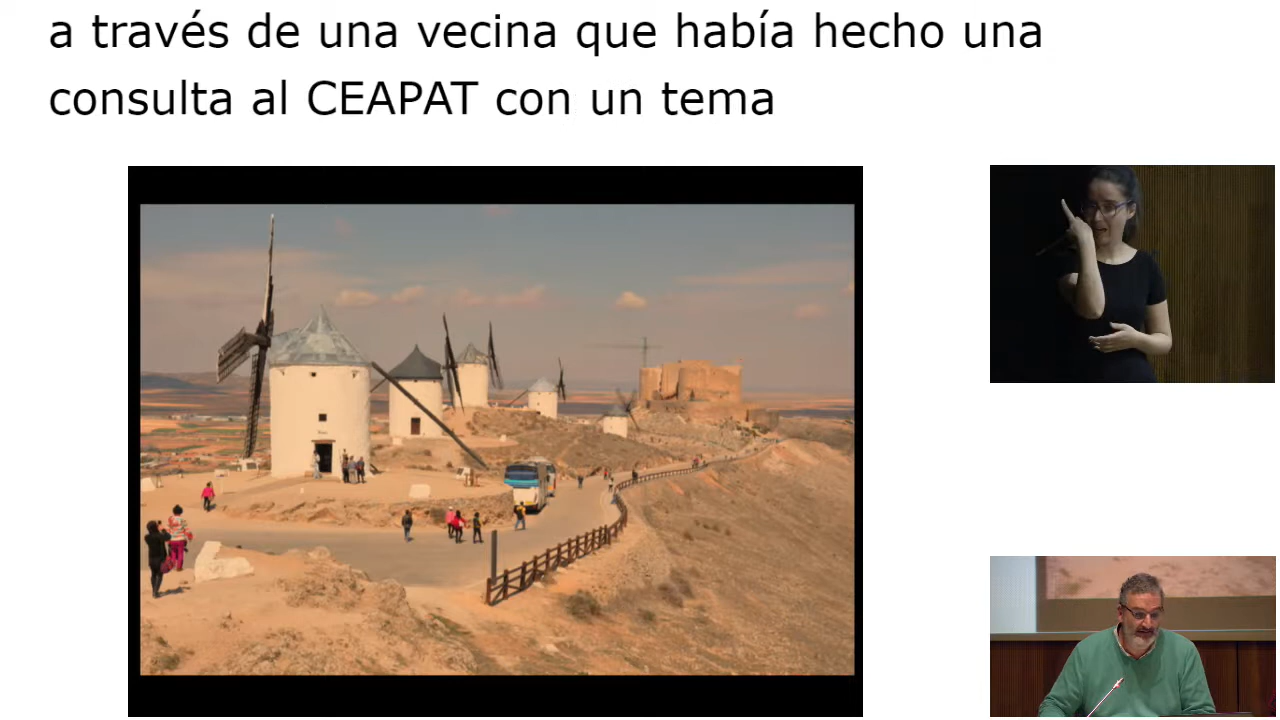 a través de una vecina que había hecho una
consulta al CEAPAT con un tema